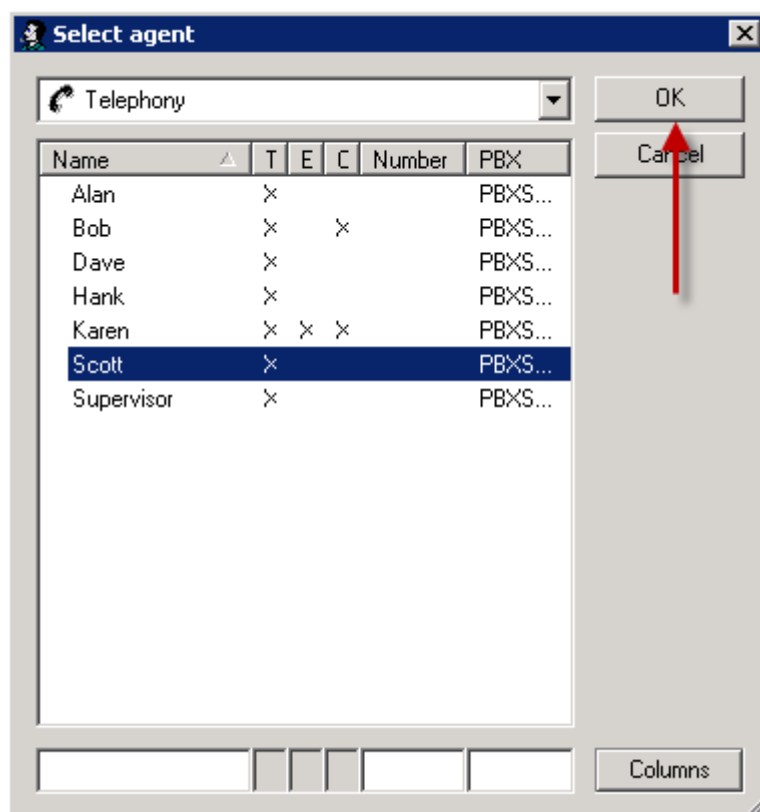 Select agent
Telephony
OK
Cancel
Name T E C Number PBX
Alan X PBXS...
Bob X X PBXS...
Dave X PBXS...
Hank X PBXS...
Karen X X X PBXS...
Scott X PBXS...
Supervisor X PBXS...
Columns